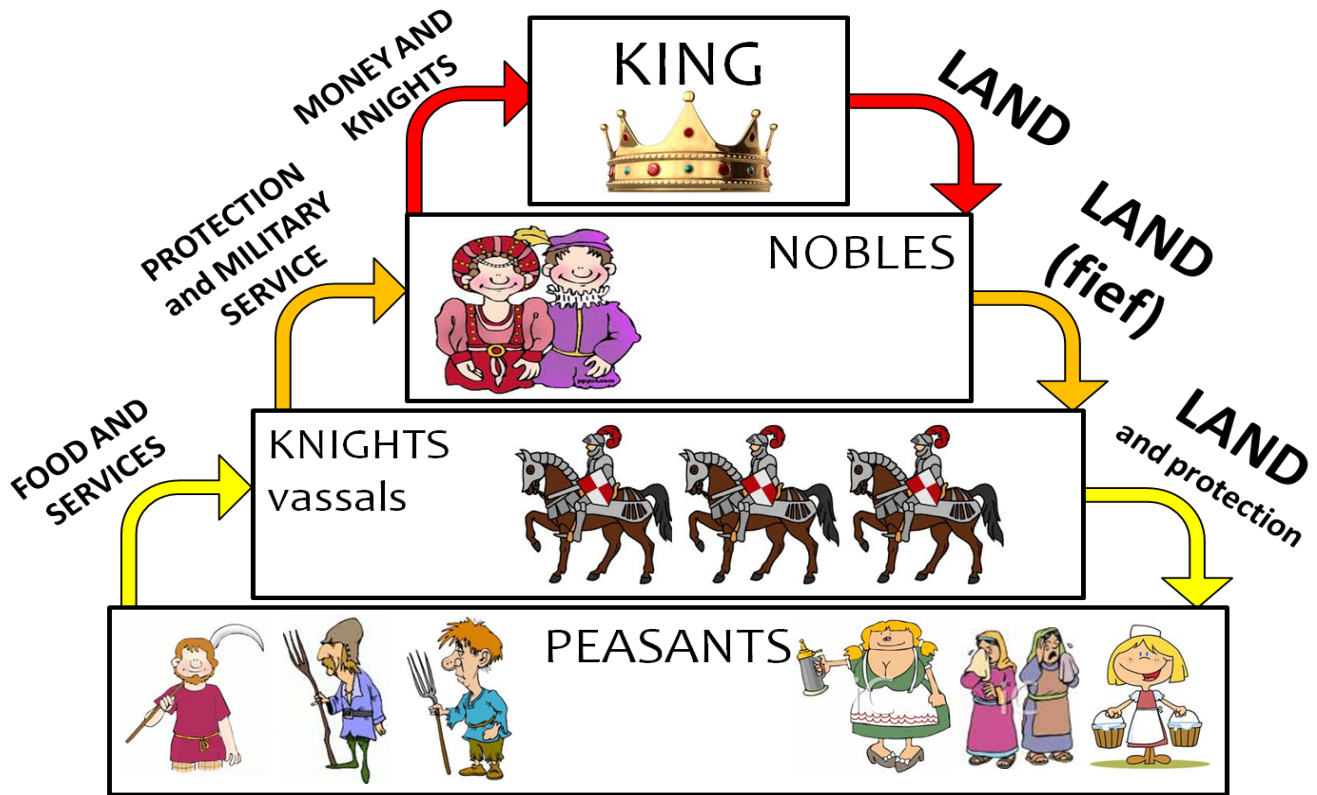 MONEY AND
KNIGHTS
KING
LAND
PROTECTION
and MILITARY
SERVICE
NOBLES
LAND
(fief)
FOOD AND
SERVICES
KNIGHTS
vassals
LAND
and protection
PEASANTS